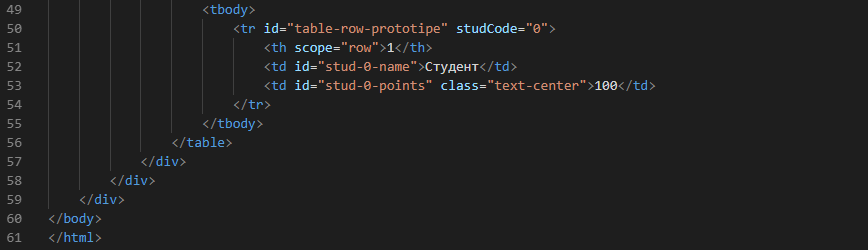 49 <tbody>
50 <tr id="table-row-prototipe" studCode="0">
51 <th scope="row">1</th>
52 <td id="stud-0-name">Студент</td>
53 <td id="stud-0-points" class="text-center">100</td>
54 </tr>
55 </tbody>
56 </table>
57 </div>
58 </div>
59 </div>
60 </body>
61 </html>